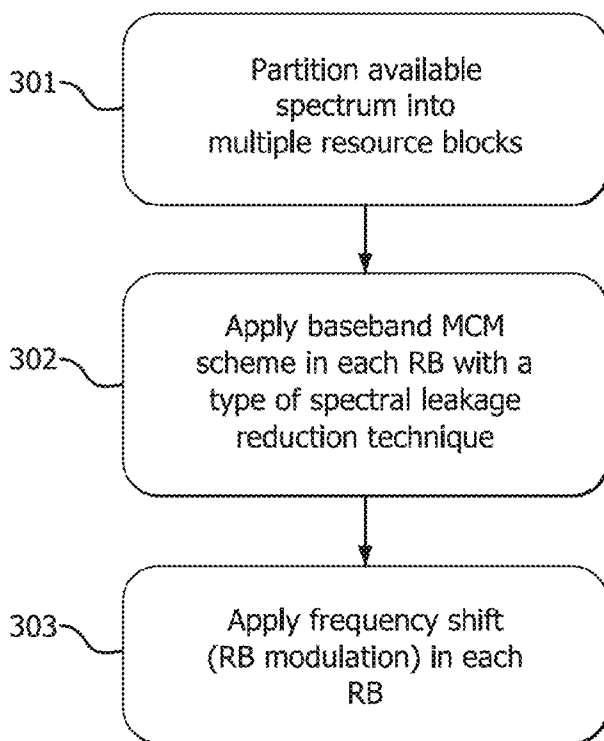 301
Partition available
spectrum into
multiple resource blocks
302
Apply baseband MCM
scheme in each RB with a
type of spectral leakage
reduction technique
303
Apply frequency shift
(RB modulation) in each
RB